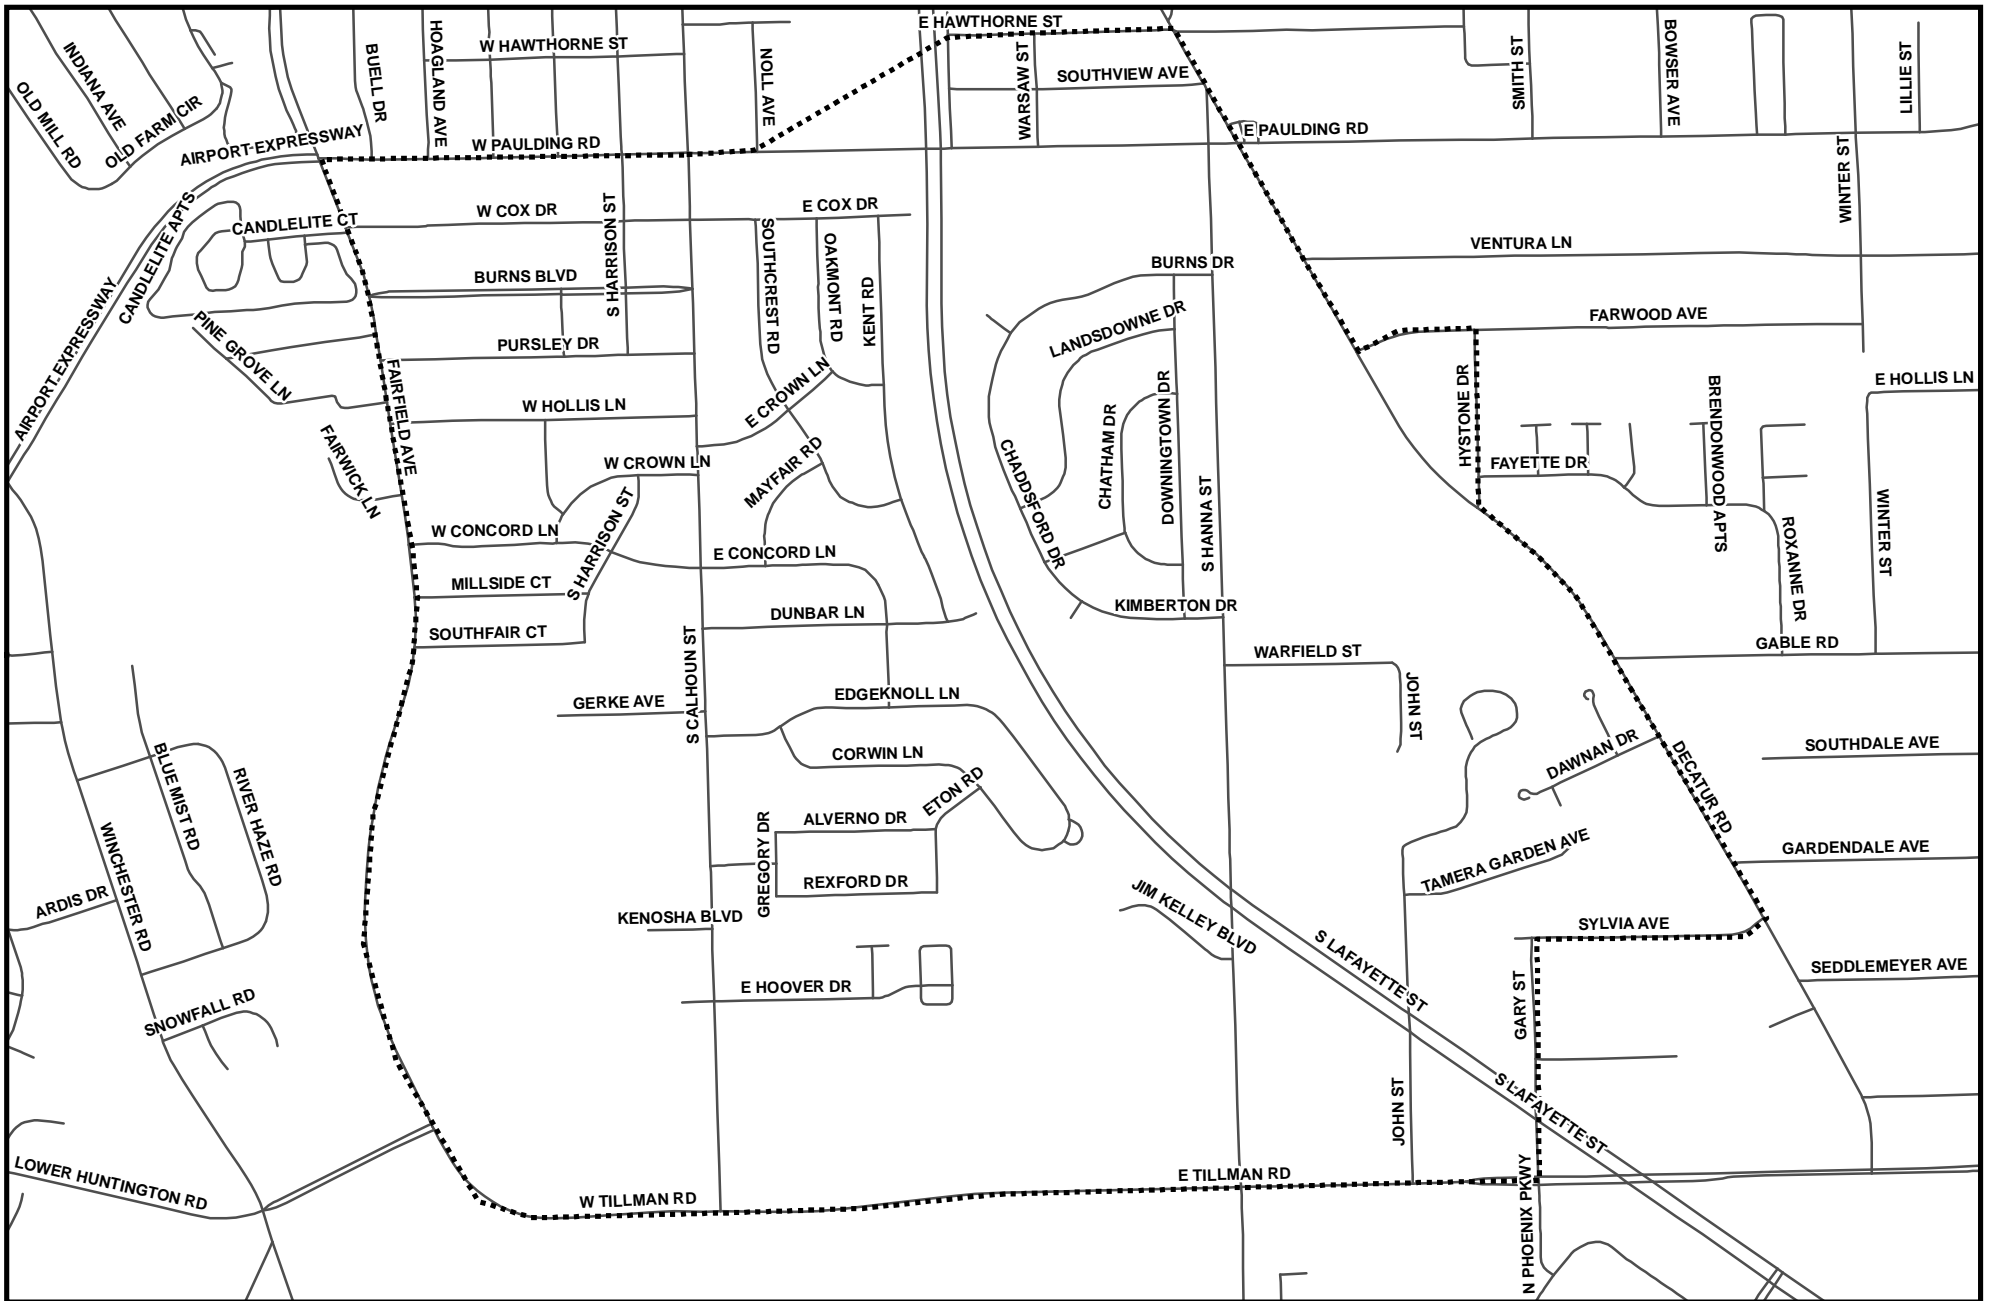 E HAWTHORNE ST
HOAGLAND AVE
INDIANA AVE
BUELL DR
W HAWTHORNE ST
NOLL AVE
WARSAW ST
SOUTHVIEW AVE
SMITH ST
BOWSER AVE
LILLIE ST
OLD MILL RD
OLD FARM CIR
AIRPORT EXPRESSWAY
W PAULDING RD
E PAULDING RD
WINTER ST
CANDLELITE APTS
CANDLELITE CT
W COX DR
S HARRISON ST
E COX DR
SOUTHCREST RD
OAKMONT RD
KENT RD
VENTURA LN
BURNS DR
BURNS BLVD
AIRPORT EXPRESSWAY
PINE GROVE LN
PURSLEY DR
LANDSDOWNE DR
FARWOOD AVE
FAIRFIELD AVE
E CROWN LN
HYSTONE DR
E HOLLIS LN
W HOLLIS LN
CHATHAM DR
DOWNINGTOWN DR
BRENDONWOOD APTS
FAIRWICK LN
W CROWN LN
MAYFAIR RD
CHADDSFORD DR
FAYETTE DR
S HANNA ST
WINTER ST
W CONCORD LN
S HARRISON ST
E CONCORD LN
ROXANNE DR
MILLSIDE CT
KIMBERTON DR
DUNBAR LN
SOUTHFAIR CT
S CALHOUN ST
WARFIELD ST
GABLE RD
GERKE AVE
EDGEKNOLL LN
JOHN ST
BLUE MIST RD
CORWIN LN
DAWNAN DR
DECATUR RD
SOUTHDALE AVE
RIVER HAZE RD
ETON RD
ALVERNO DR
GREGORY DR
WINCHESTER RD
TAMERA GARDEN AVE
GARDENDALE AVE
REXFORD DR
ARDIS DR
KENOSHA BLVD
JIM KELLEY BLVD
SYLVIA AVE
S LAFAYETTE ST
SEDDLEMEYER AVE
E HOOVER DR
GARY ST
SNOWFALL RD
JOHN ST
S LAFAYETTE ST
LOWER HUNTINGTON RD
E TILLMAN RD
W TILLMAN RD
N PHOENIX PKWY